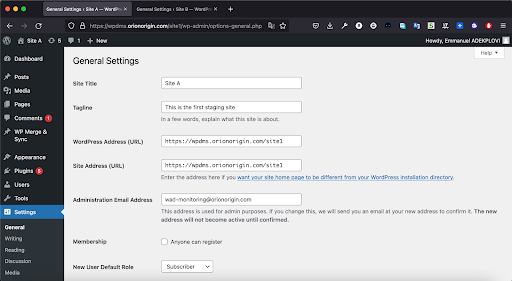 General Settings ‹ Site A — WordPr
General Settings ‹ Site B — WordPr
https://wpdms.orionorigin.com/site1/wp-admin/options-general.php
Site A
5
1
New
Howdy, Emmanuel ADEKPLOVI
Help
Dashboard
Posts
Media
Pages
Comments 1
WP Merge &
Sync
Appearance
Plugins 5
Users
Tools
Settings
General
Writing
Reading
Discussion
Media
General Settings
Site Title
Site A
Tagline
This is the first staging site
In a few words, explain what this site is about.
WordPress Address (URL)
https://wpdms.orionorigin.com/site1
Site Address (URL)
https://wpdms.orionorigin.com/site1
Enter the address here if you want your site home page to be different from your WordPress installation directory.
Administration Email Address
wad-monitoring@orionorigin.com
This address is used for admin purposes. If you change this, we will send you an email at your new address to confirm it. The new
address will not become active until confirmed.
Membership
Anyone can register
New User Default Role
Subscriber